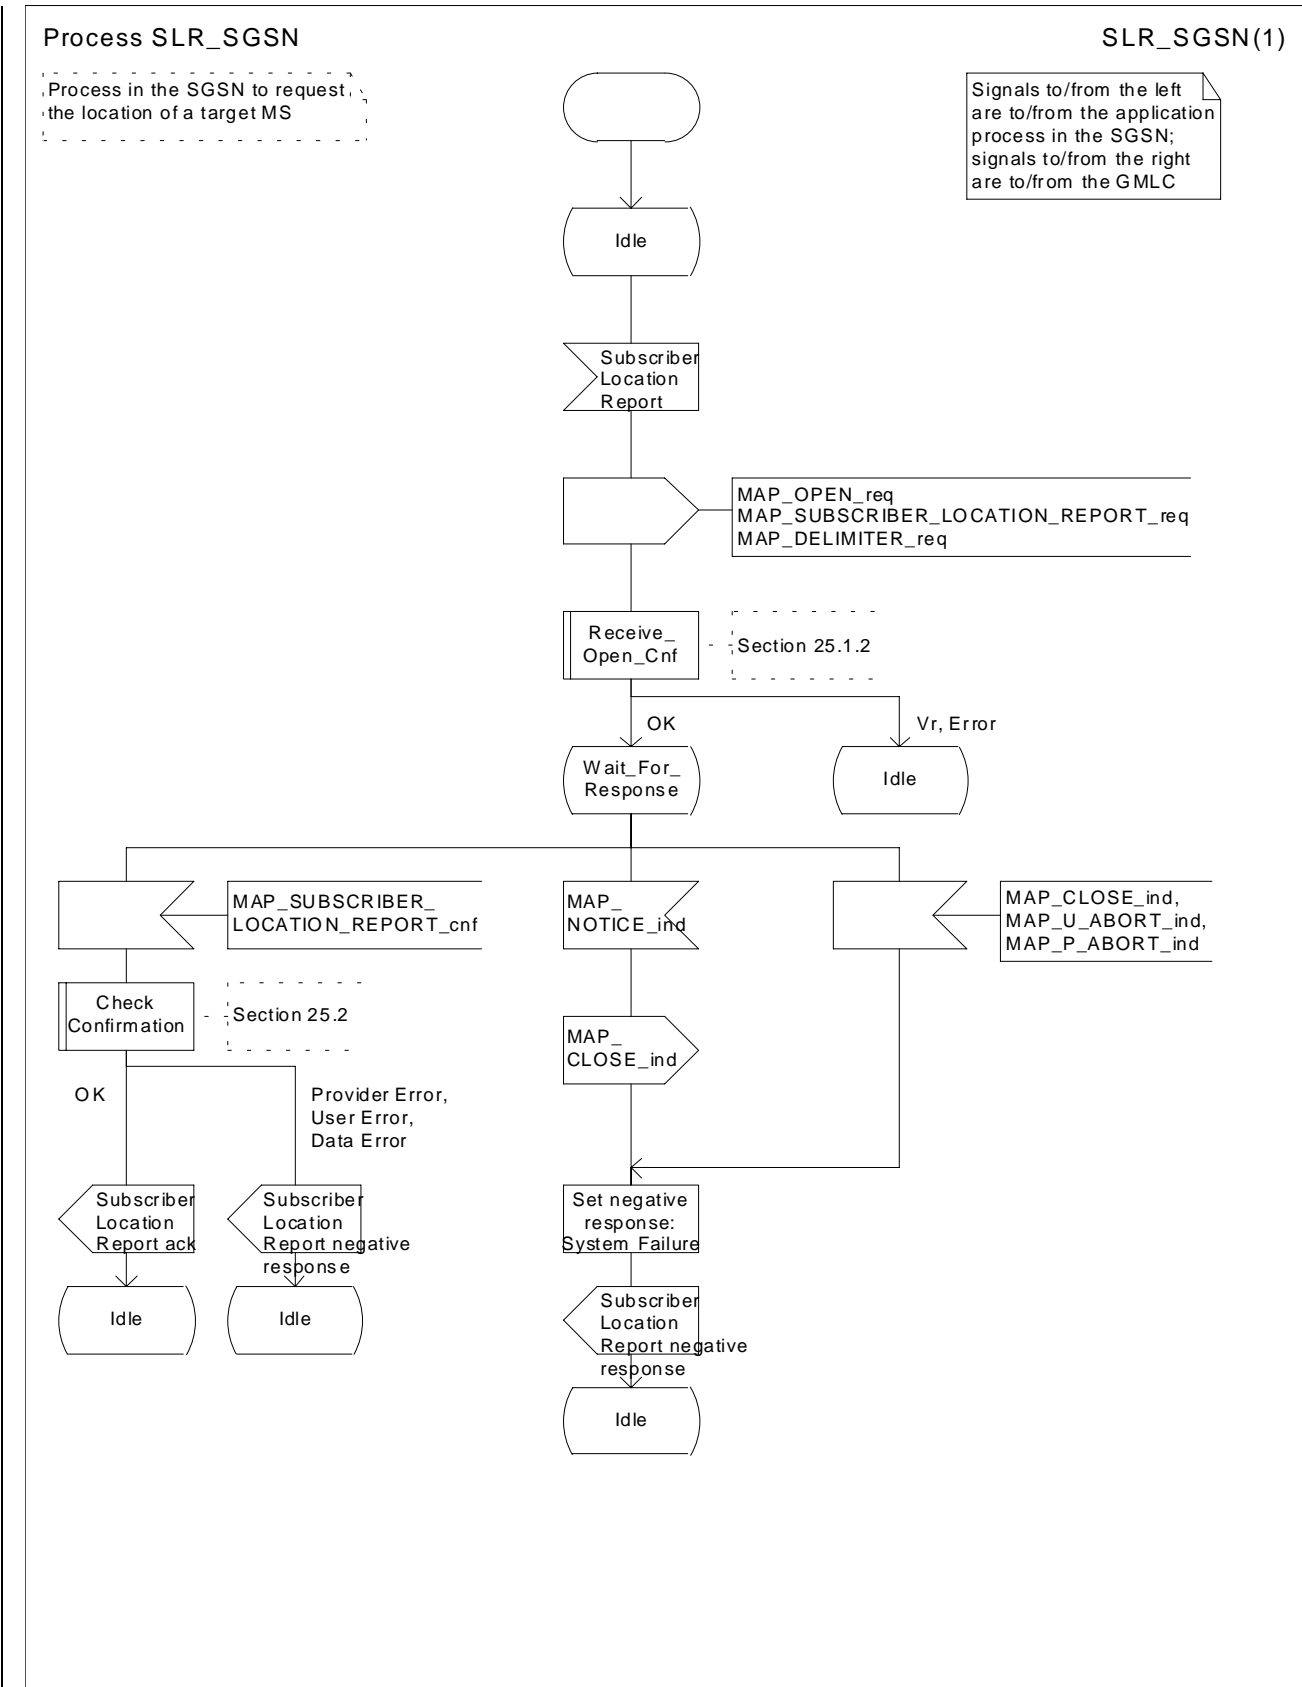 Process SLR_SGSN
SLR_SGSN(1)
Process in the SGSN to request
the location of a target MS
Signals to/from the left
are to/from the application
process in the SGSN;
signals to/from the right
are to/from the GMLC
Idle
Subscriber
Location
Report
MAP_OPEN_req
MAP_SUBSCRIBER_LOCATION_REPORT_req
MAP_DELIMITER_req
Receive_
Open_Cnf
Section 25.1.2
OK
Vr, Error
Wait_For_
Response
Idle
MAP_SUBSCRIBER_
LOCATION_REPORT_cnf
MAP_
NOTICE_ind
MAP_CLOSE_ind,
MAP_U_ABORT_ind,
MAP_P_ABORT_ind
Check
Confirmation
Section 25.2
MAP_
CLOSE_ind
OK
Provider Error,
User Error,
Data Error
Subscriber
Location
Report ack
Subscriber
Location
Report negative
response
Set negative
response:
System Failure
Idle
Idle
Subscriber
Location
Report negative
response
Idle